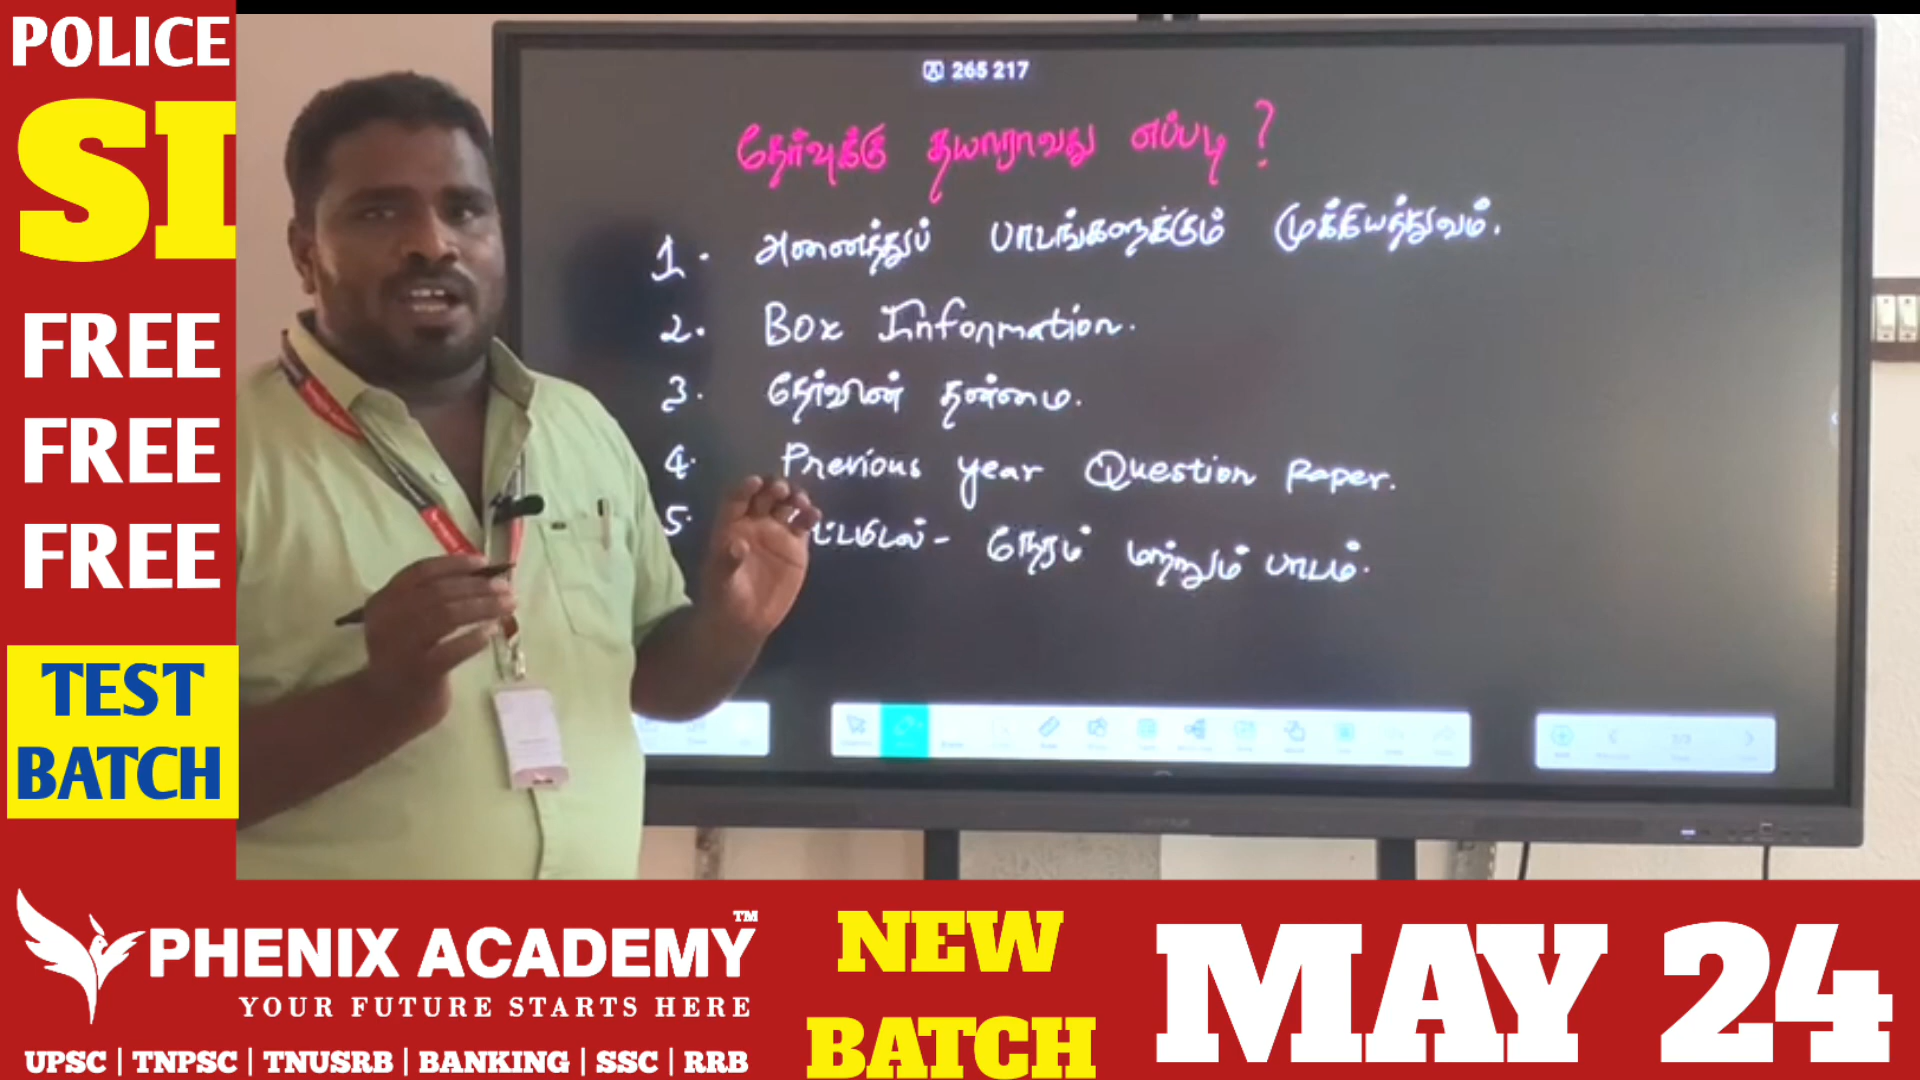 POLICE
SI
FREE
FREE
FREE
TEST
BATCH
265 217
தேர்வுக்கு தயாராவது எப்படி ?
1. அனைத்துப் பாடங்களுக்கும் முக்கியத்துவம்.
2. Box Information.
3. தேர்வின் தன்மை.
4. Previous year Question Paper.
5. நேரம் மற்றும் பாடம்.
PHENIX ACADEMY TM
YOUR FUTURE STARTS HERE
UPSC | TNPSC | TNUSRB | BANKING | SSC | RRB
NEW
BATCH
MAY 24